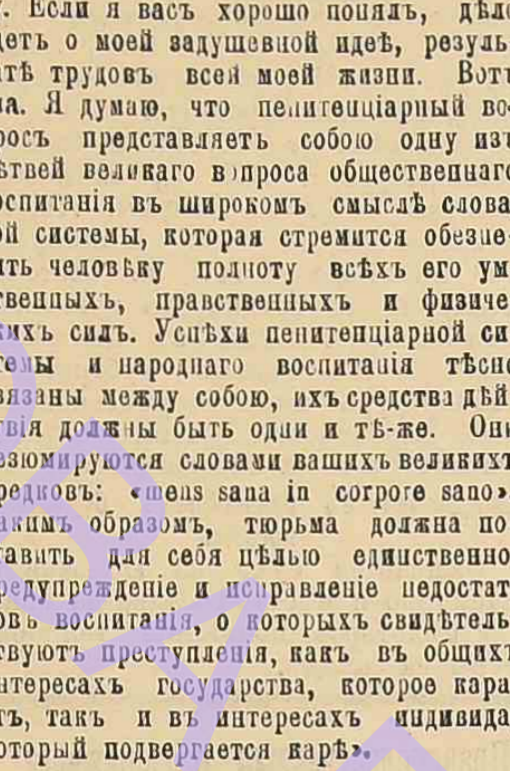 . Если я васъ хорошо понялъ, дѣло
детъ о моей задушевной идеѣ, резуль-
атѣ трудовъ всей моей жизни. Вотъ
на. Я думаю, что пенитенціарный во-
росъ представляетъ собою одну изъ
ѣтвей великаго вопроса общественнаго
оспитанія въ широкомъ смыслѣ слова,
ой системы, которая стремится обезпе-
ить человѣку полноту всѣхъ его ум-
твенныхъ, нравственныхъ и физиче-
кихъ силъ. Успѣхи пенитенціарной си-
темы и народнаго воспитанія тѣсно
вязаны между собою, ихъ средства дѣй-
твія должны быть одни и тѣ-же. Они
езюмируются словами вашихъ великихъ
редковъ: «mens sana in corpore sano».
акимъ образомъ, тюрьма должна по-
тавить для себя цѣлью единственно
редупрежденіе и исправленіе недостат-
овъ воспитанія, о которыхъ свидѣтель-
твуютъ преступленія, какъ въ общихъ
нтересахъ государства, которое кара-
тъ, такъ и въ интересахъ индивида,
оторый подвергается карѣ».